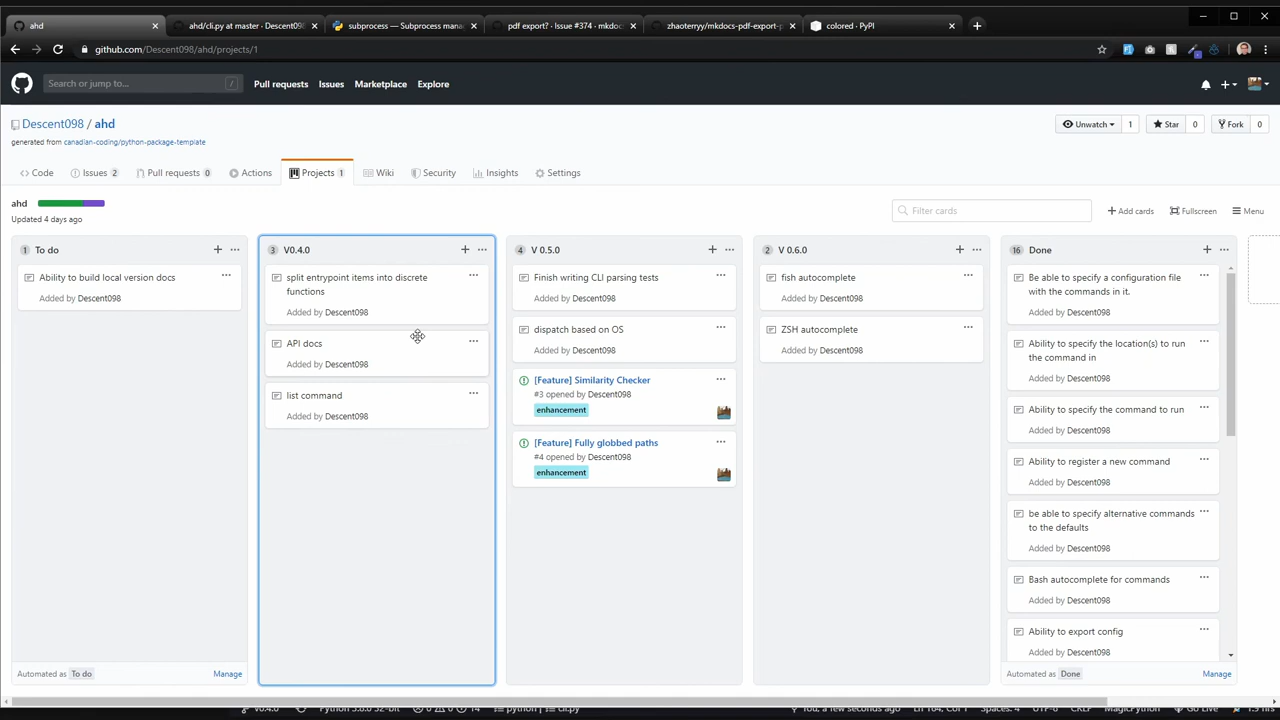 ahd
ahd/cli.py at master · Descent098/
subprocess — Subprocess mana
pdf export? · Issue #374 · mkdoc
zhaoterryy/mkdocs-pdf-export-p
colored · PyPI
github.com/Descent098/ahd/projects/1
Search or jump to...
/
Pull requests
Issues
Marketplace
Explore
Descent098 / ahd
Unwatch
1
Star
0
Fork
0
generated from canadian-coding/python-package-template
Code
Issues 2
Pull requests 0
Actions
Projects 1
Wiki
Security
Insights
Settings
ahd
Updated 4 days ago
Filter cards
Add cards
Fullscreen
Menu
1 To do
Ability to build local version docs
Added by Descent098
Automated as To do
Manage
3 V0.4.0
split entrypoint items into discrete
functions
Added by Descent098
API docs
Added by Descent098
list command
Added by Descent098
4 V 0.5.0
Finish writing CLI parsing tests
Added by Descent098
dispatch based on OS
Added by Descent098
[Feature] Similarity Checker
#3 opened by Descent098
enhancement
[Feature] Fully globbed paths
#4 opened by Descent098
enhancement
2 V 0.6.0
fish autocomplete
Added by Descent098
ZSH autocomplete
Added by Descent098
16 Done
Be able to specify a configuration file
with the commands in it.
Added by Descent098
Ability to specify the location(s) to run
the command in
Added by Descent098
Ability to specify the command to run
Added by Descent098
Ability to register a new command
Added by Descent098
be able to specify alternative commands
to the defaults
Added by Descent098
Bash autocomplete for commands
Added by Descent098
Ability to export config
Added by Descent098
Automated as Done
Manage